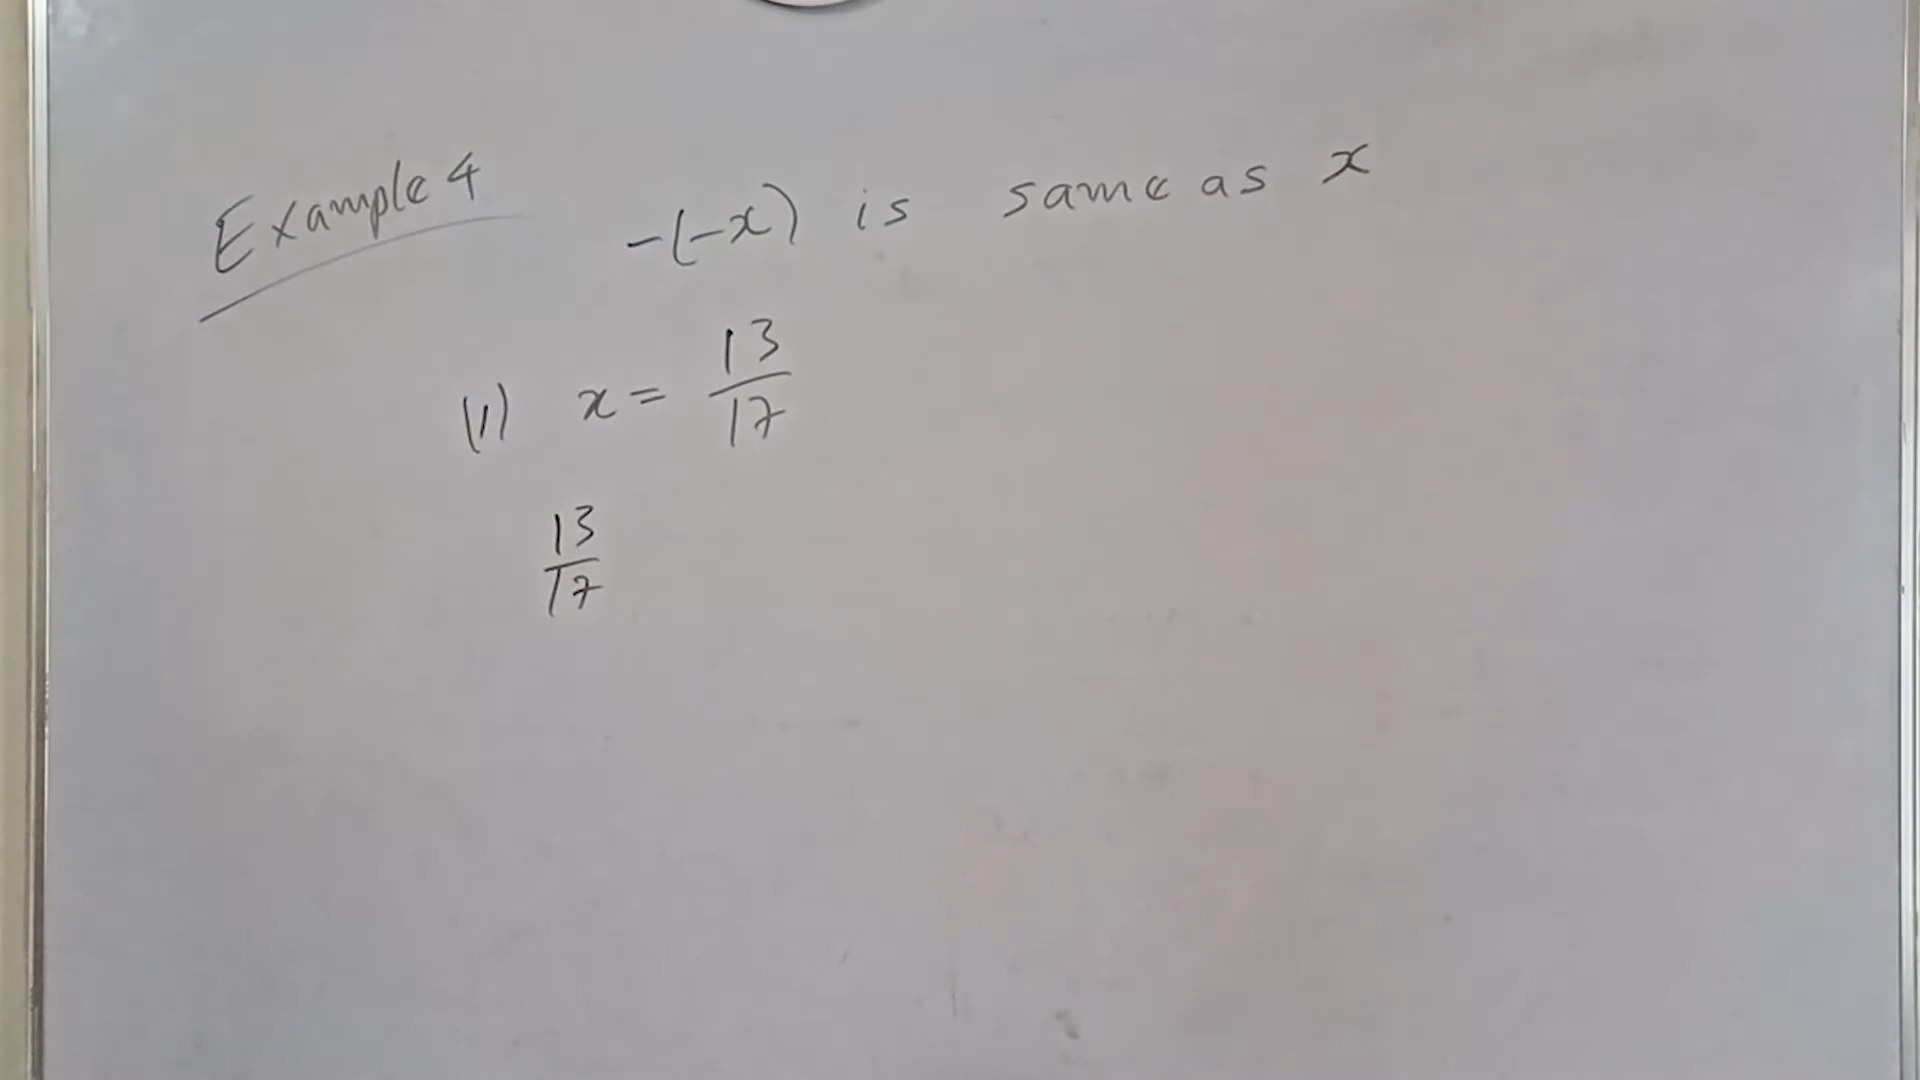 Example 4 -(-x) is same as x
(1) x = 13/17
13/17